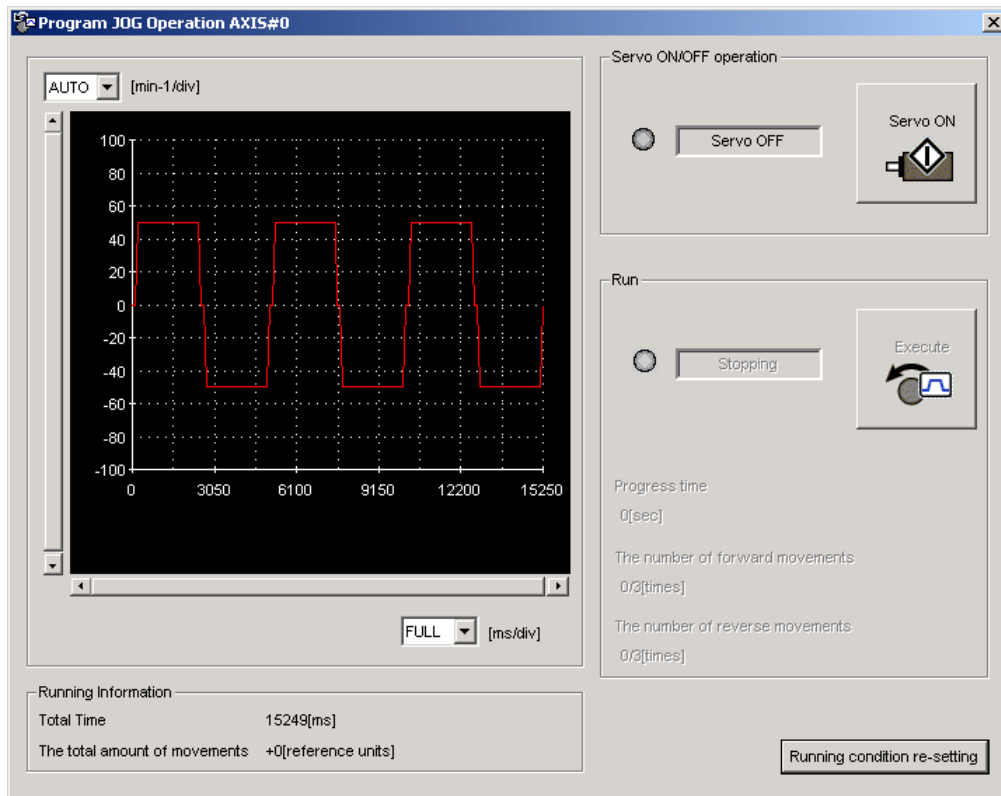 Program JOG Operation AXIS#0
AUTO [min-1/div]
100
80
60
40
20
0
-20
-40
-60
-80
-100
0 3050 6100 9150 12200 15250
FULL [ms/div]
Running Information
Total Time 15249[ms]
The total amount of movements +0[reference units]
Servo ON/OFF operation
Servo OFF
Servo ON
Run
Stopping
Execute
Progress time
0[sec]
The number of forward movements
0/3[times]
The number of reverse movements
0/3[times]
Running condition re-setting